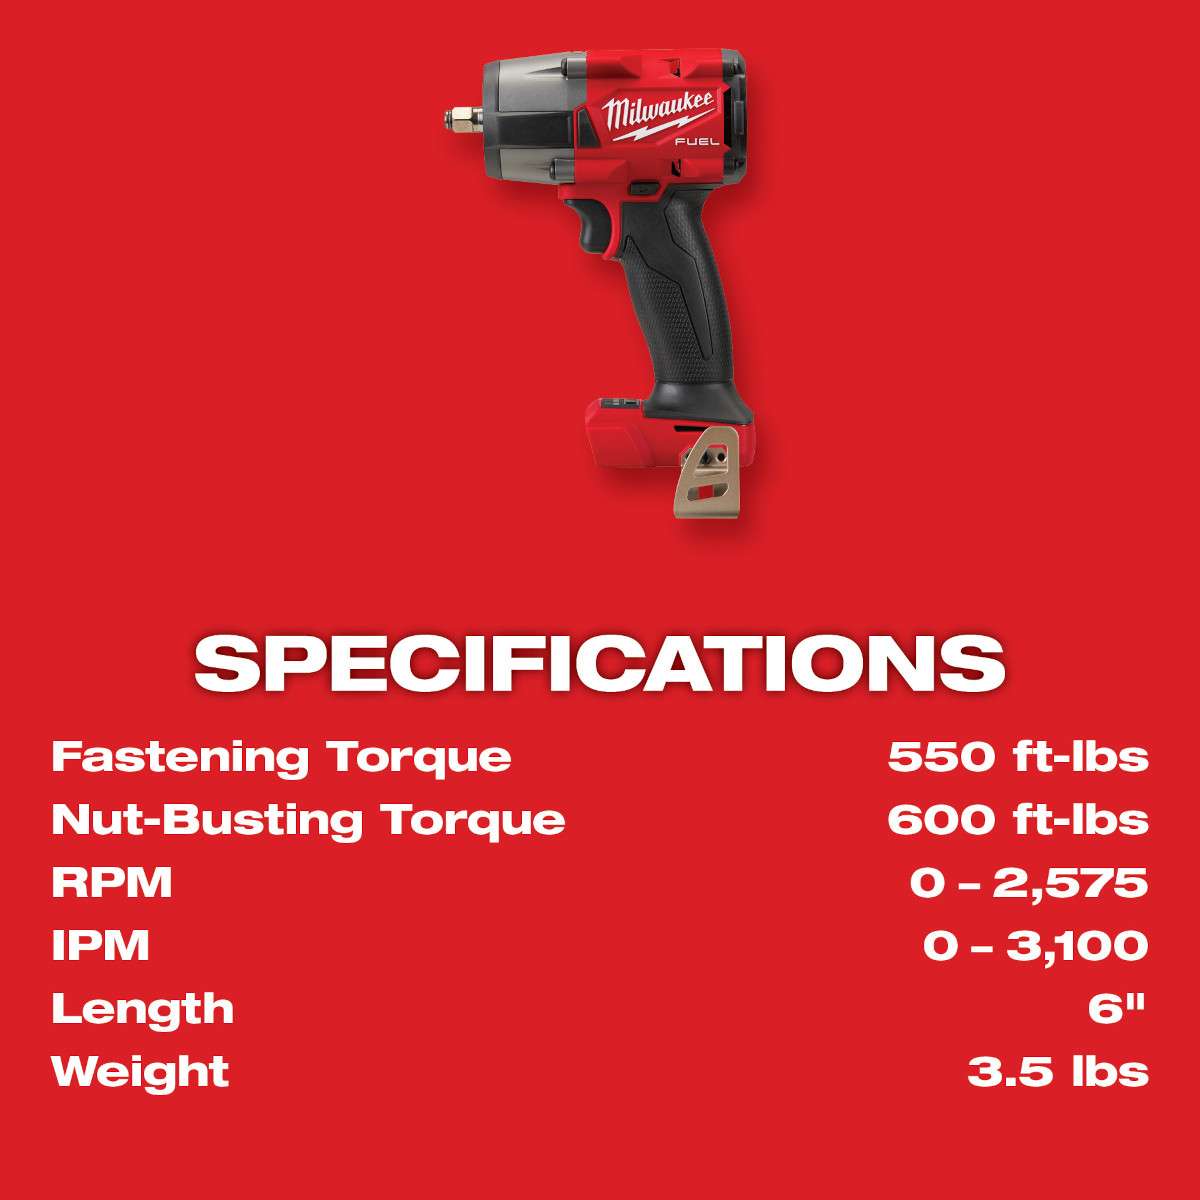 Milwaukee
FUEL
SPECIFICATIONS
Fastening Torque 550 ft-lbs
Nut-Busting Torque 600 ft-lbs
RPM 0 – 2,575
IPM 0 – 3,100
Length 6"
Weight 3.5 lbs